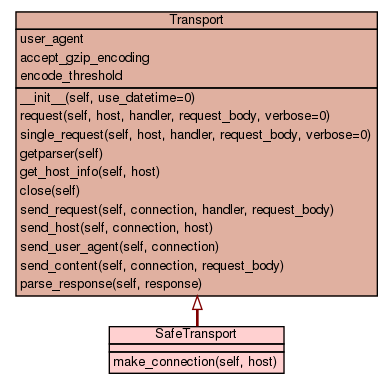 Transport
user_agent
accept_gzip_encoding
encode_threshold
__init__(self, use_datetime=0)
request(self, host, handler, request_body, verbose=0)
single_request(self, host, handler, request_body, verbose=0)
getparser(self)
get_host_info(self, host)
close(self)
send_request(self, connection, handler, request_body)
send_host(self, connection, host)
send_user_agent(self, connection)
send_content(self, connection, request_body)
parse_response(self, response)
SafeTransport
make_connection(self, host)